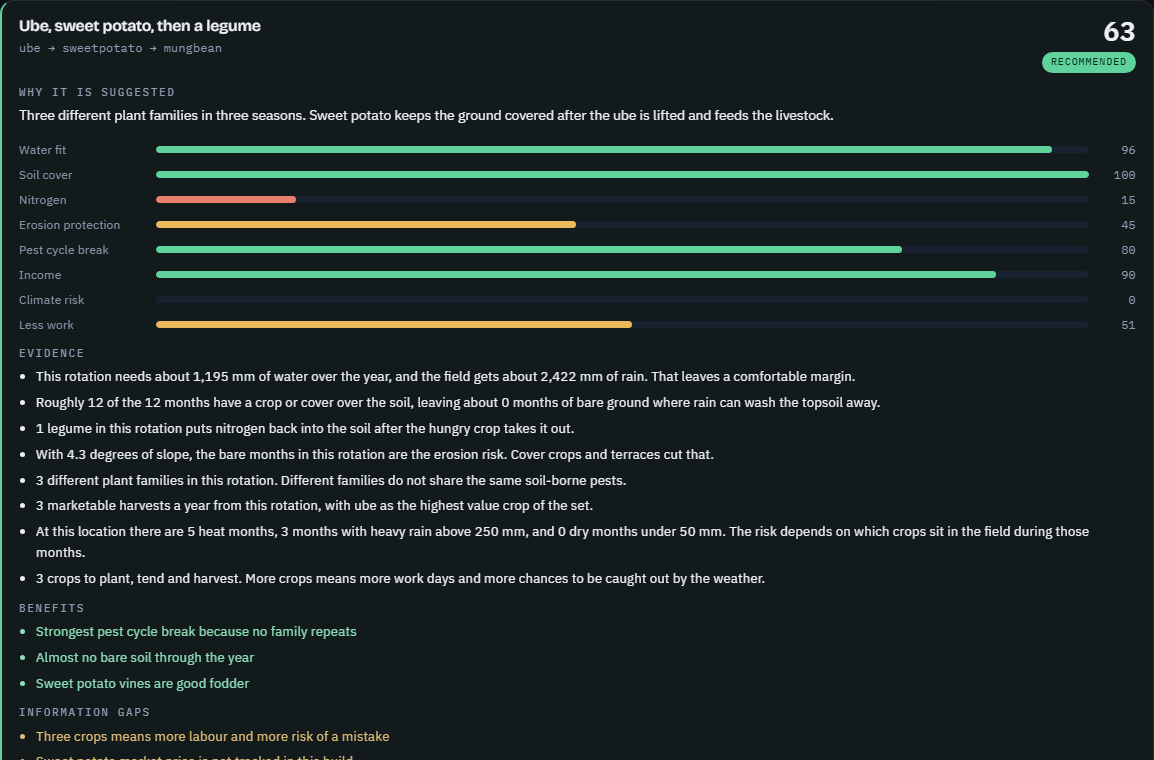 Ube, sweet potato, then a legume
63
ube → sweetpotato → mungbean
RECOMMENDED
WHY IT IS SUGGESTED
Three different plant families in three seasons. Sweet potato keeps the ground covered after the ube is lifted and feeds the livestock.
Water fit 96
Soil cover 100
Nitrogen 15
Erosion protection 45
Pest cycle break 80
Income 90
Climate risk 0
Less work 51
EVIDENCE
• This rotation needs about 1,195 mm of water over the year, and the field gets about 2,422 mm of rain. That leaves a comfortable margin.
• Roughly 12 of the 12 months have a crop or cover over the soil, leaving about 0 months of bare ground where rain can wash the topsoil away.
• 1 legume in this rotation puts nitrogen back into the soil after the hungry crop takes it out.
• With 4.3 degrees of slope, the bare months in this rotation are the erosion risk. Cover crops and terraces cut that.
• 3 different plant families in this rotation. Different families do not share the same soil-borne pests.
• 3 marketable harvests a year from this rotation, with ube as the highest value crop of the set.
• At this location there are 5 heat months, 3 months with heavy rain above 250 mm, and 0 dry months under 50 mm. The risk depends on which crops sit in the field during those
months.
• 3 crops to plant, tend and harvest. More crops means more work days and more chances to be caught out by the weather.
BENEFITS
• Strongest pest cycle break because no family repeats
• Almost no bare soil through the year
• Sweet potato vines are good fodder
INFORMATION GAPS
• Three crops means more labour and more risk of a mistake
• Sweet potato market price is not tracked in this build